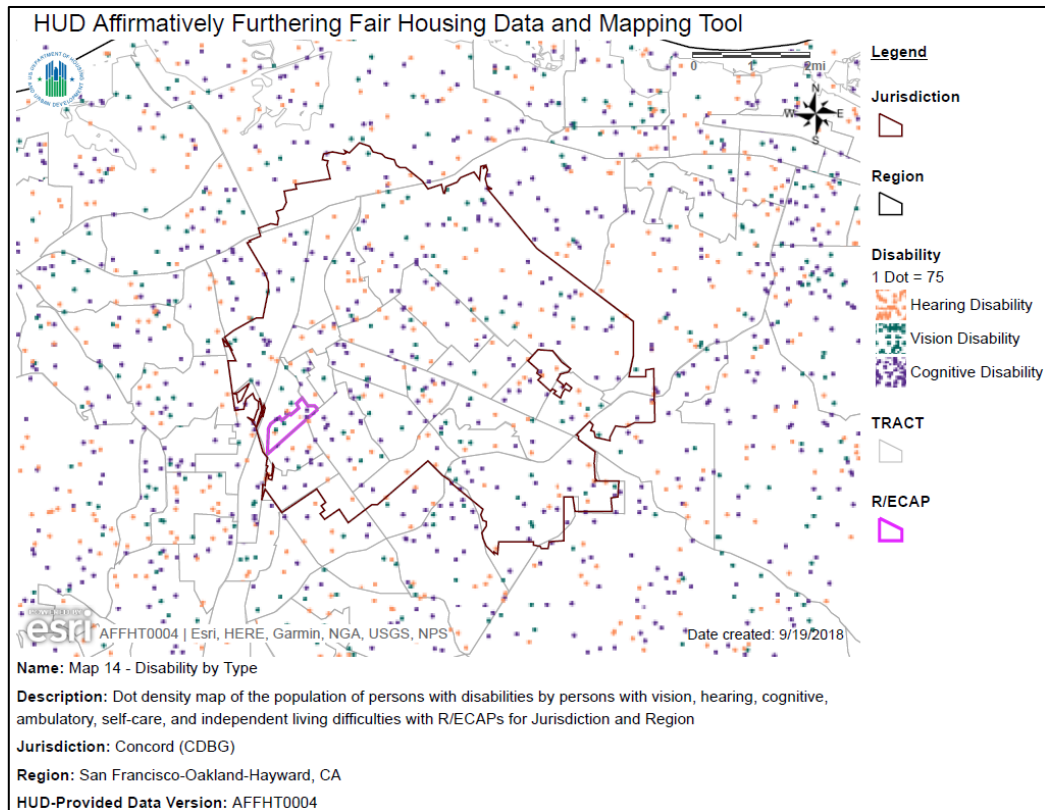 HUD Affirmatively Furthering Fair Housing Data and Mapping Tool
Legend
0 1 2mi
N
W E
S
Jurisdiction
Region
Disability
1 Dot = 75
Hearing Disability
Vision Disability
Cognitive Disability
TRACT
R/ECAP
POWERED BY
esri
AFFHT0004 | Esri, HERE, Garmin, NGA, USGS, NPS
Date created: 9/19/2018
Name: Map 14 - Disability by Type
Description: Dot density map of the population of persons with disabilities by persons with vision, hearing, cognitive,
ambulatory, self-care, and independent living difficulties with R/ECAPs for Jurisdiction and Region
Jurisdiction: Concord (CDBG)
Region: San Francisco-Oakland-Hayward, CA
HUD-Provided Data Version: AFFHT0004